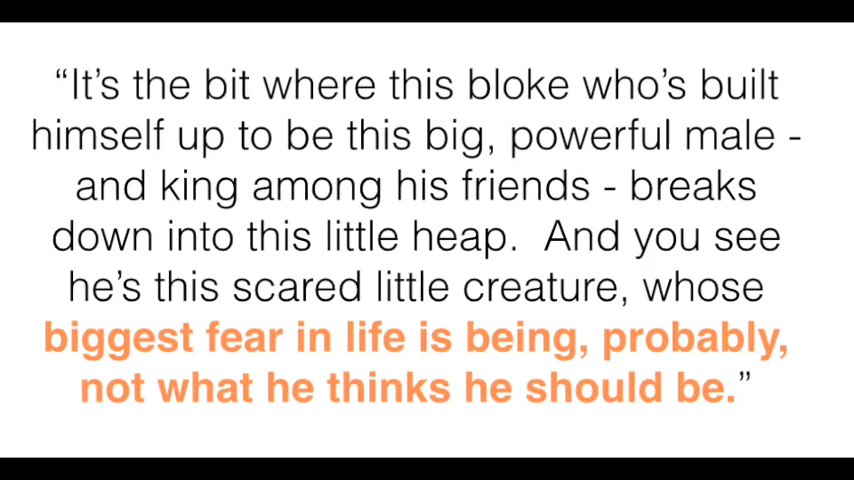 “It’s the bit where this bloke who’s built
himself up to be this big, powerful male -
and king among his friends - breaks
down into this little heap.  And you see
he’s this scared little creature, whose
biggest fear in life is being, probably,
not what he thinks he should be.”